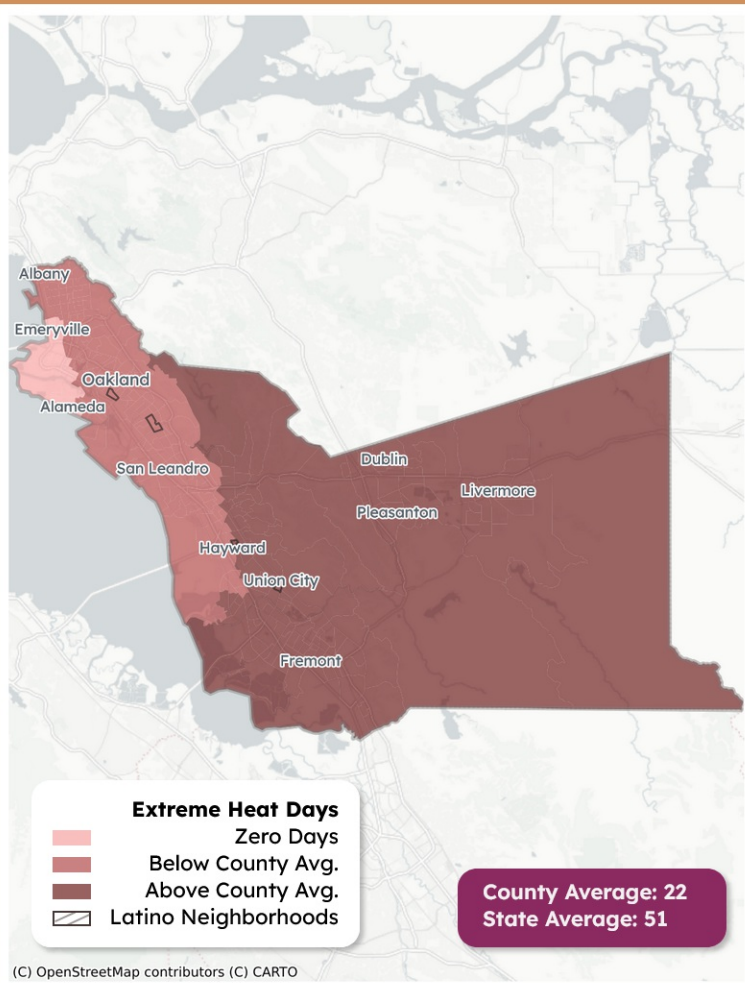 Albany
Emeryville
Oakland
Alameda
San Leandro
Dublin
Livermore
Pleasanton
Hayward
Union City
Fremont
Extreme Heat Days
Zero Days
Below County Avg.
Above County Avg.
Latino Neighborhoods
County Average: 22
State Average: 51
(C) OpenStreetMap contributors (C) CARTO